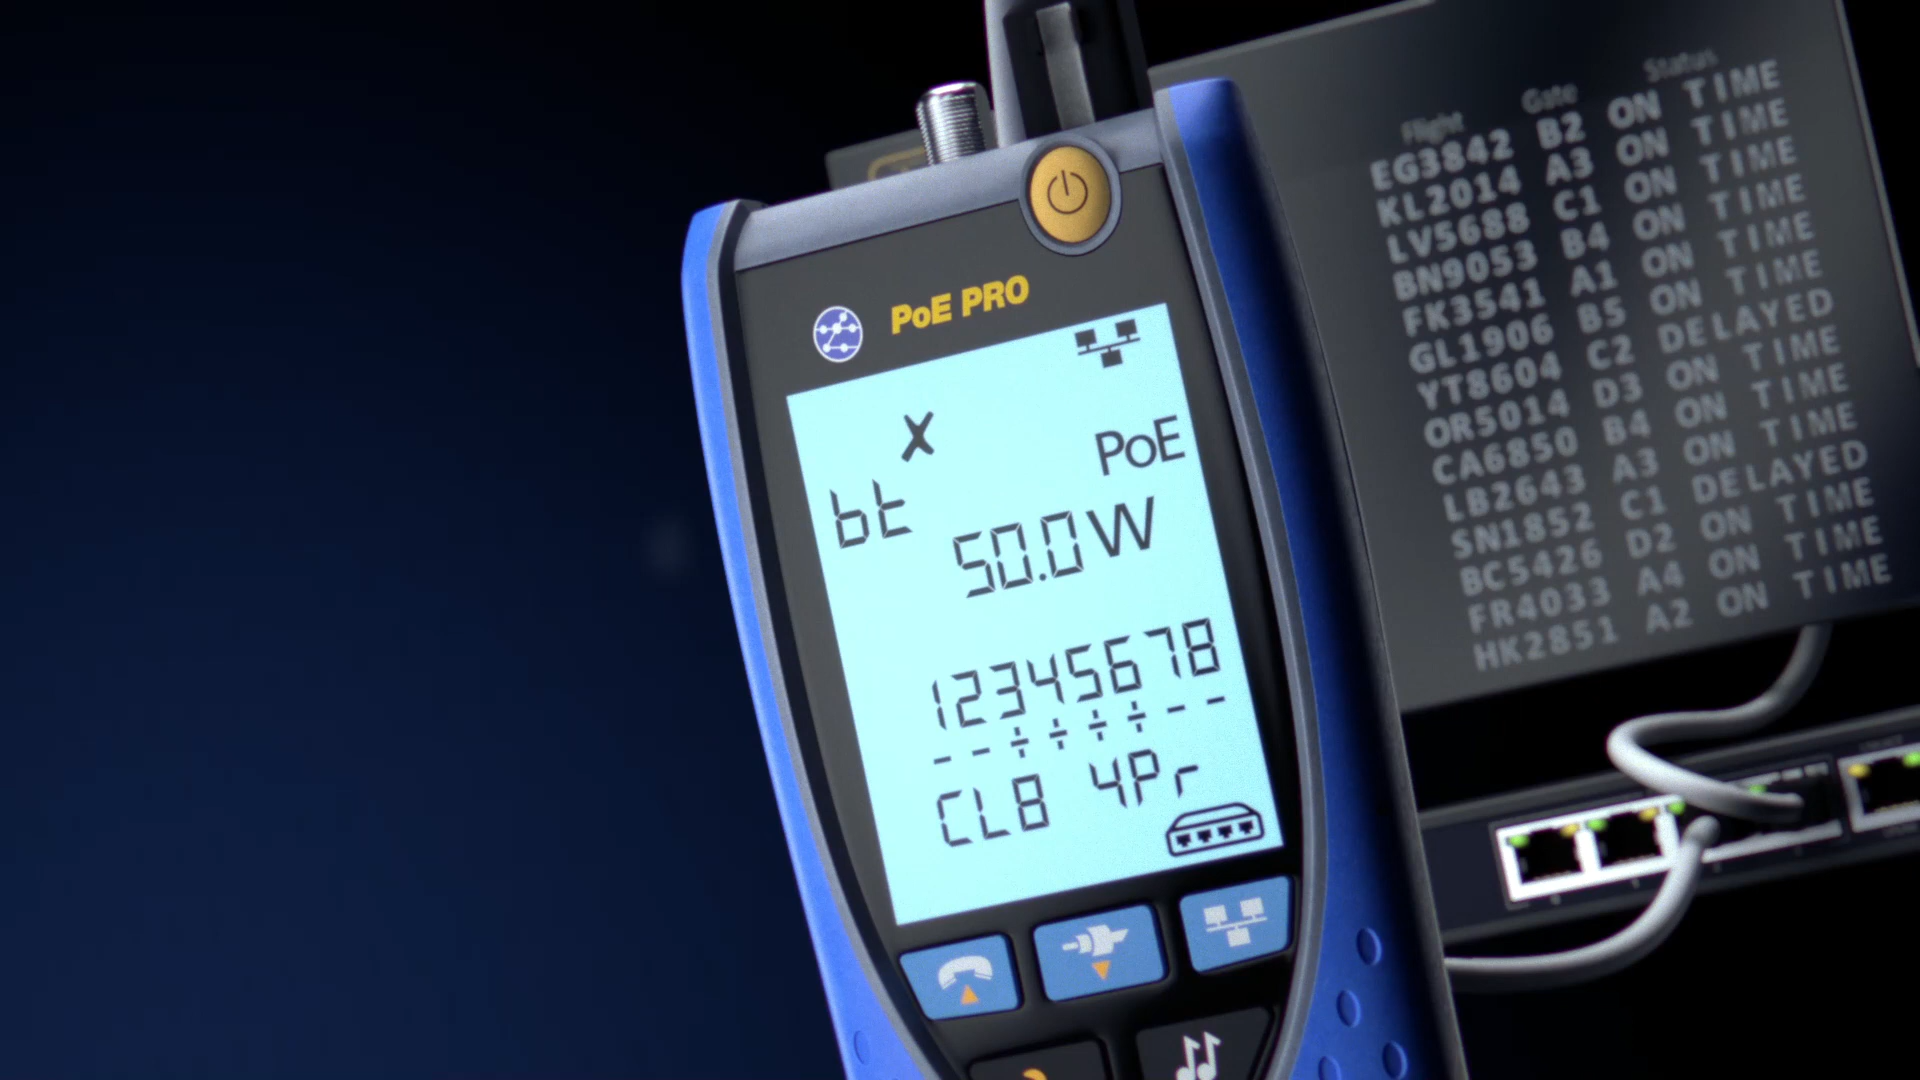 PoE PRO
X
PoE
bt
50.0W
12345678
CL8 4Pr
Flight Gate Status
EG3842 B2 ON TIME
KL2014 A3 ON TIME
LV5688 C1 ON TIME
BN9053 B4 ON TIME
FK3541 A1 ON TIME
GL1906 B5 ON TIME
YT8604 C2 DELAYED
OR5014 D3 ON TIME
CA6850 B4 ON TIME
LB2643 A3 ON TIME
SN1852 C1 DELAYED
BC5426 D2 ON TIME
FR4033 A4 ON TIME
HK2851 A2 ON TIME